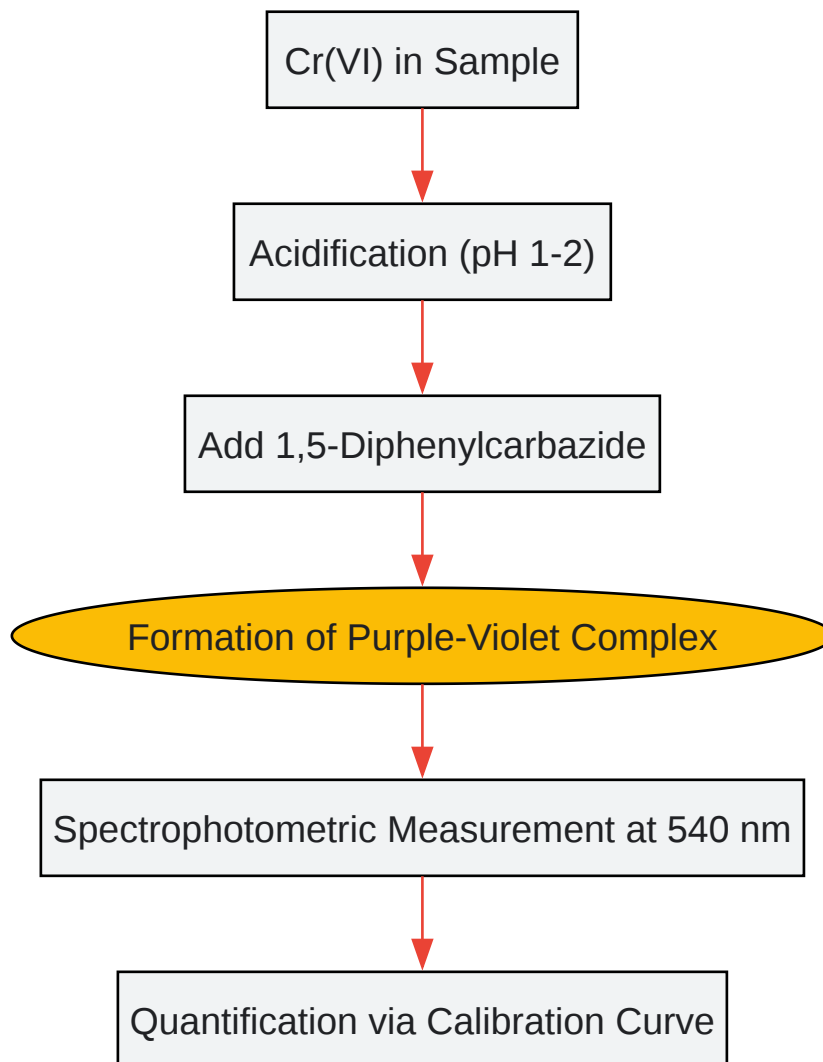 Cr(VI) in Sample
Acidification (pH 1-2)
Add 1,5-Diphenylcarbazide
Formation of Purple-Violet Complex
Spectrophotometric Measurement at 540 nm
Quantification via Calibration Curve